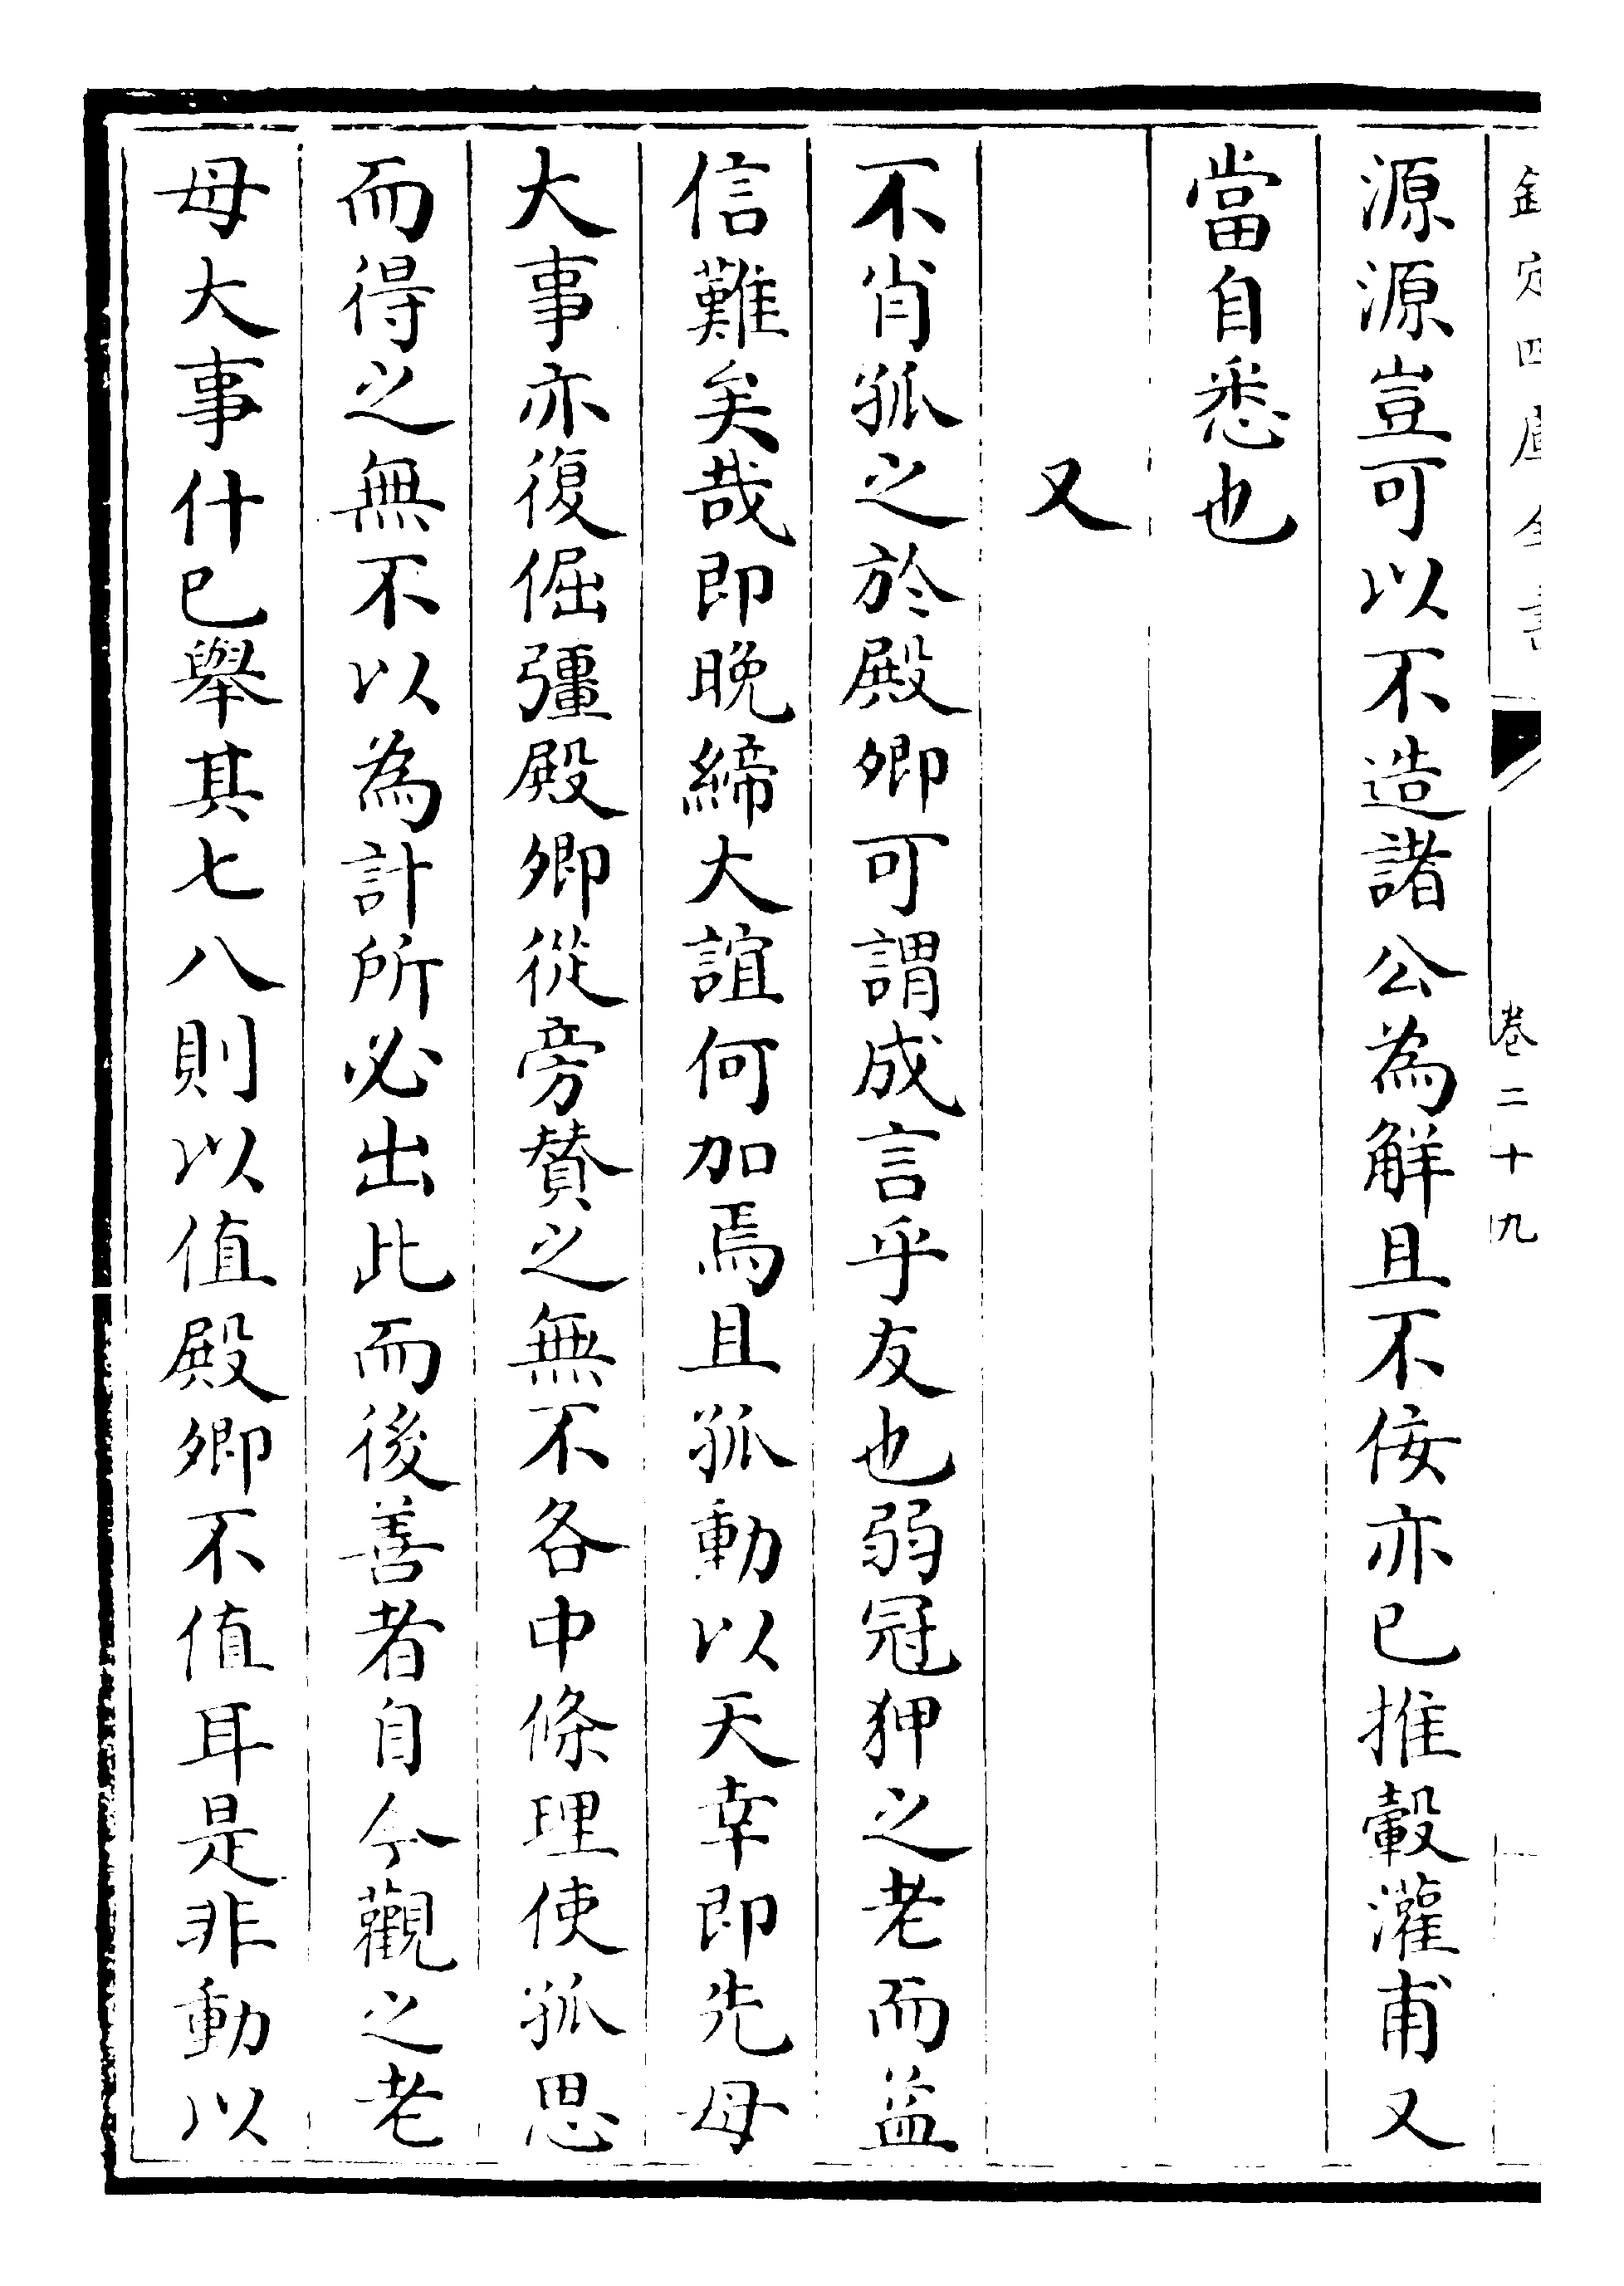 欽定四庫全書
卷二十九
源源豈可以不造諸公為解且不佞亦已推轂灌甫又
當自悉也
又
不肖孤之於殿卿可謂成言乎友也弱冠狎之老而益
信難矣哉即晚締大誼何加焉且孤動以天幸即先母
大事亦復倔彊殿卿從旁贊之無不各中條理使孤思
而得之無不以為計所必出此而後善者自今觀之老
母大事什已舉其七八則以值殿卿不值耳是非動以